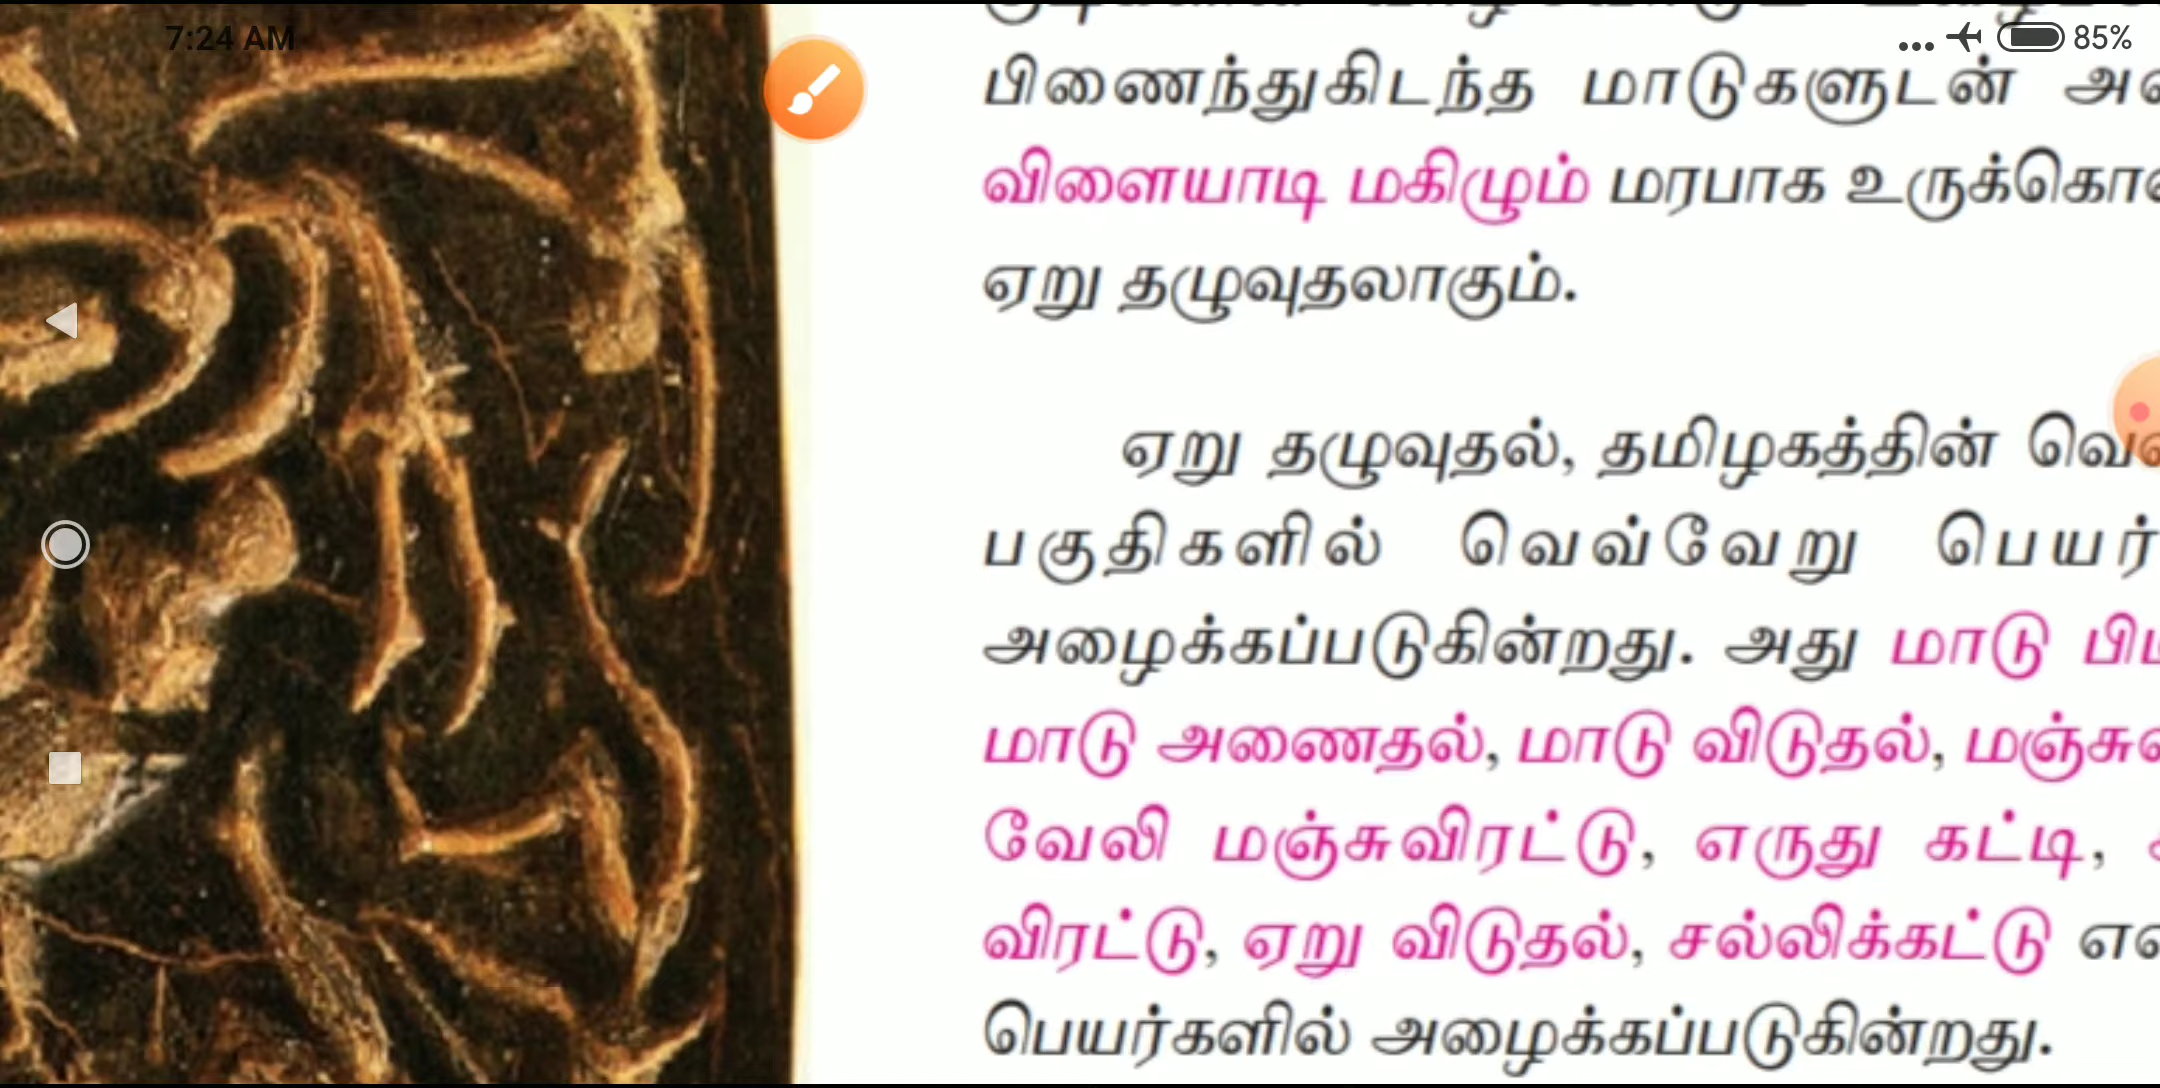 7:24 AM
85%
பிணைந்துகிடந்த மாடுகளுடன்
விளையாடி மகிழும் மரபாக
ஏறு தழுவுதலாகும்.
ஏறு தழுவுதல், தமிழகத்தின்
பகுதிகளில் வெவ்வேறு பெயர்
அழைக்கப்படுகின்றது. அது மாடு
மாடு அணைதல், மாடு விடுதல்,
வேலி மஞ்சுவிரட்டு, எருது கட்டி,
விரட்டு, ஏறு விடுதல், சல்லிக்கட்டு
பெயர்களில் அழைக்கப்படுகின்றது.